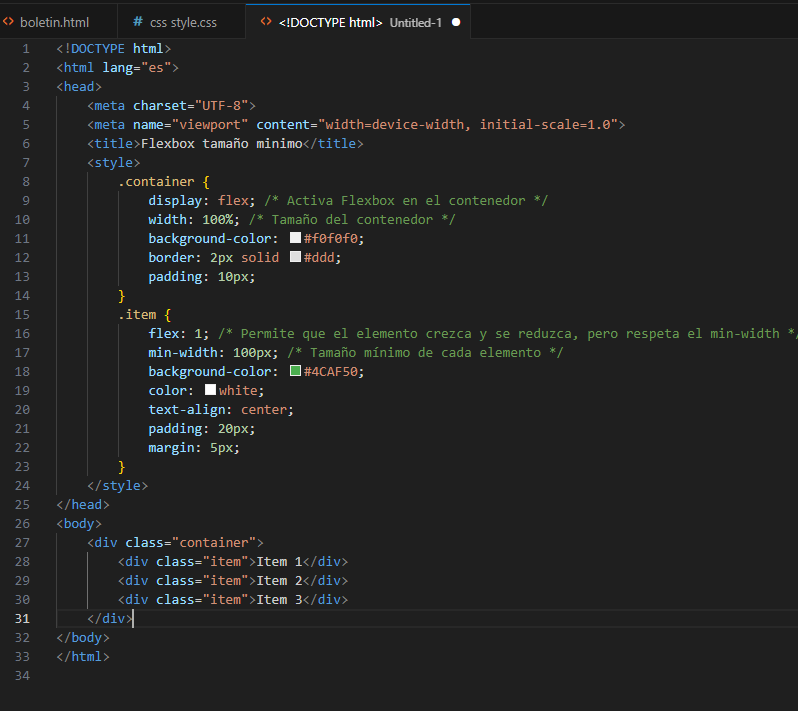 boletin.html # css style.css <!DOCTYPE html> Untitled-1
1 <!DOCTYPE html>
2 <html lang="es">
3 <head>
4     <meta charset="UTF-8">
5     <meta name="viewport" content="width=device-width, initial-scale=1.0">
6     <title>Flexbox tamaño minimo</title>
7     <style>
8         .container {
9             display: flex; /* Activa Flexbox en el contenedor */
10             width: 100%; /* Tamaño del contenedor */
11             background-color: #f0f0f0;
12             border: 2px solid #ddd;
13             padding: 10px;
14         }
15         .item {
16             flex: 1; /* Permite que el elemento crezca y se reduzca, pero respeta el min-width */
17             min-width: 100px; /* Tamaño mínimo de cada elemento */
18             background-color: #4CAF50;
19             color: white;
20             text-align: center;
21             padding: 20px;
22             margin: 5px;
23         }
24     </style>
25 </head>
26 <body>
27     <div class="container">
28         <div class="item">Item 1</div>
29         <div class="item">Item 2</div>
30         <div class="item">Item 3</div>
31     </div>
32 </body>
33 </html>
34